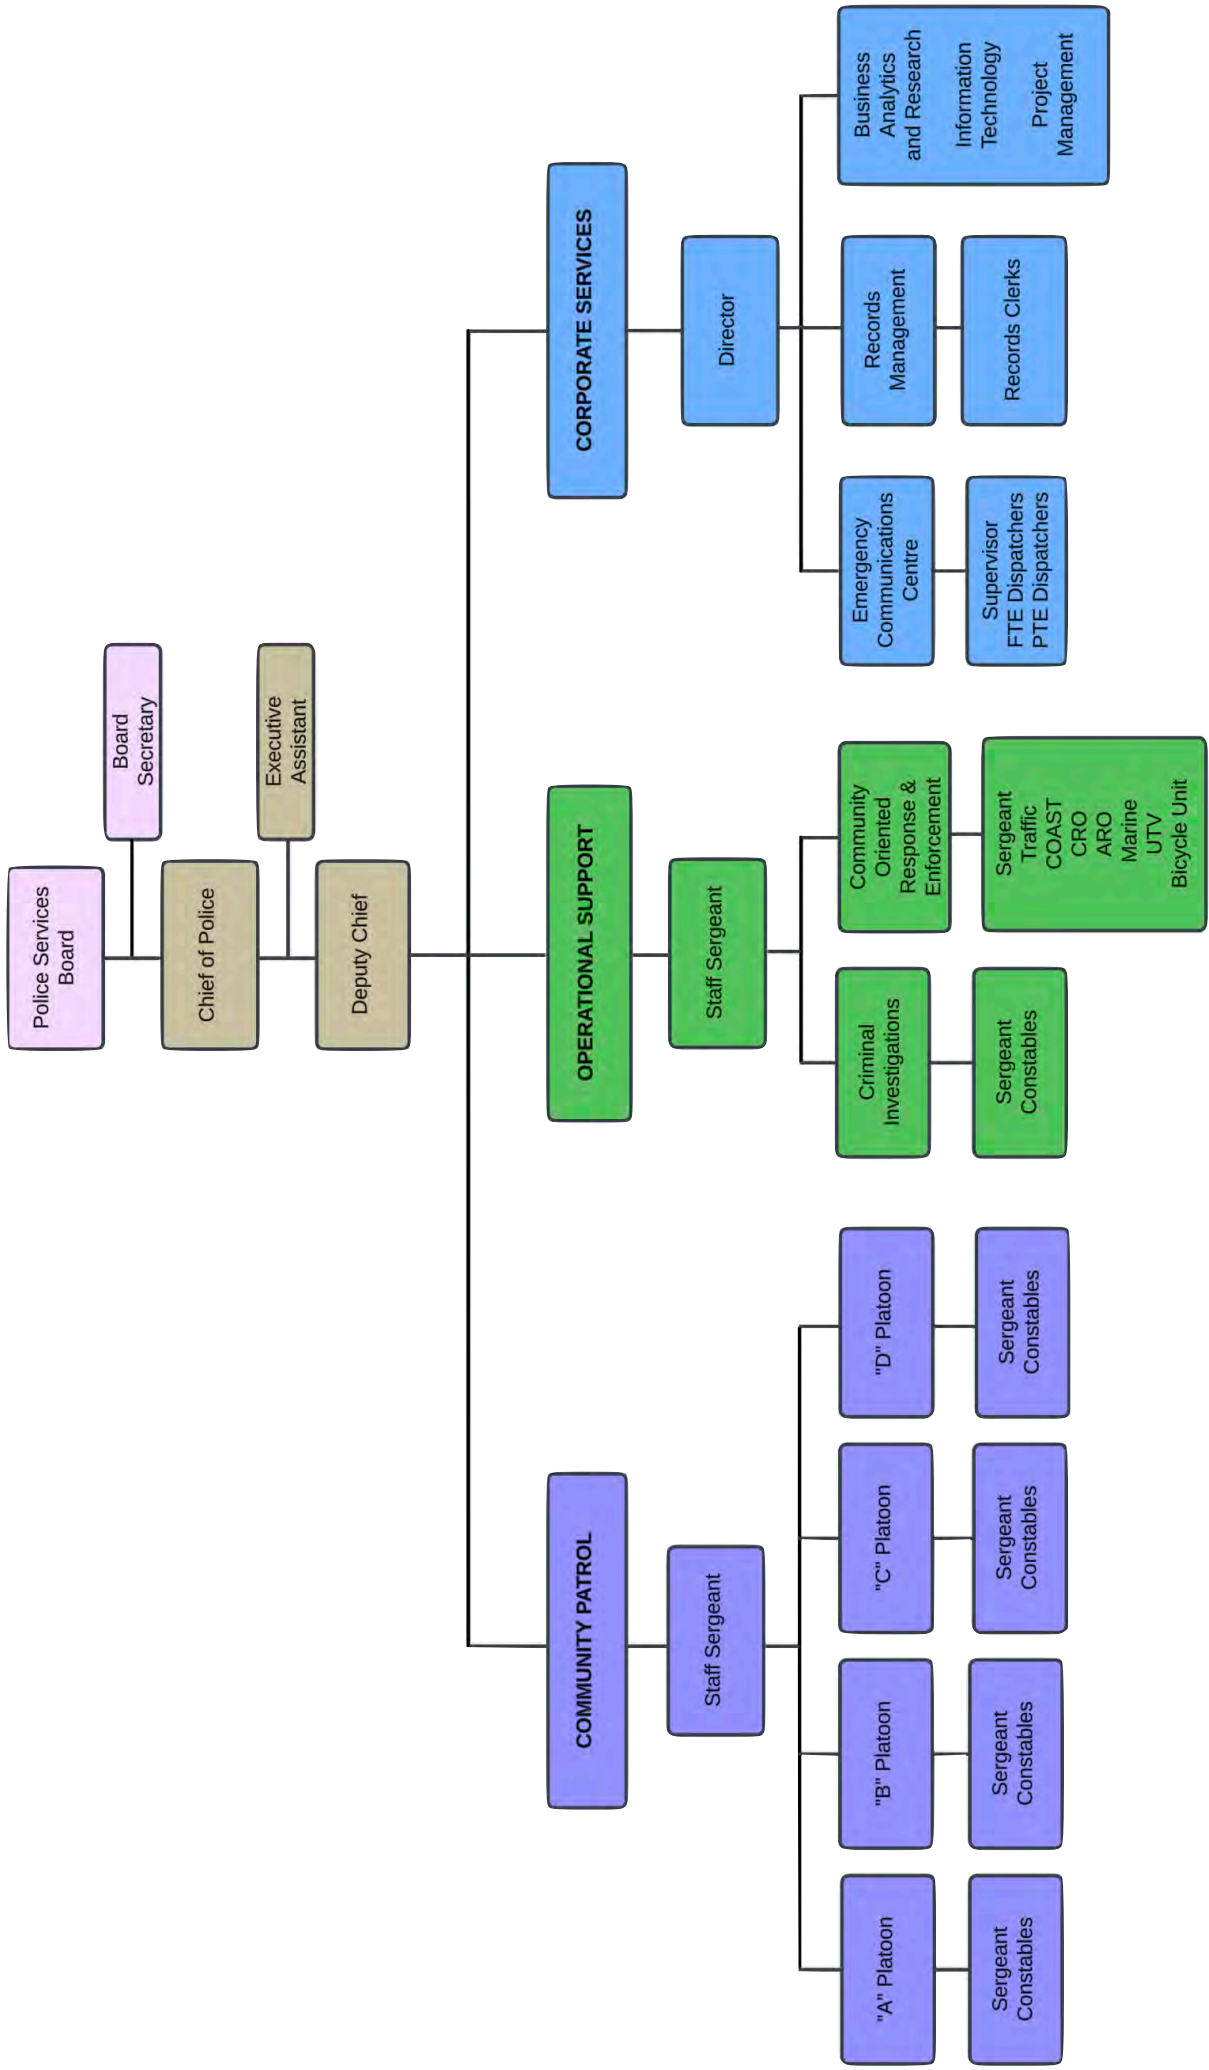 Police Services
Board
Board
Secretary
Chief of Police
Executive
Assistant
Deputy Chief
COMMUNITY PATROL
OPERATIONAL SUPPORT
CORPORATE SERVICES
Staff Sergeant
Staff Sergeant
Director
"A" Platoon
"B" Platoon
"C" Platoon
"D" Platoon
Criminal
Investigations
Community
Oriented
Response &
Enforcement
Emergency
Communications
Centre
Records
Management
Business
Analytics
and Research
Information
Technology
Project
Management
Sergeant
Constables
Sergeant
Constables
Sergeant
Constables
Sergeant
Constables
Sergeant
Constables
Sergeant
Traffic
COAST
CRO
ARO
Marine
UTV
Bicycle Unit
Supervisor
FTE Dispatchers
PTE Dispatchers
Records Clerks